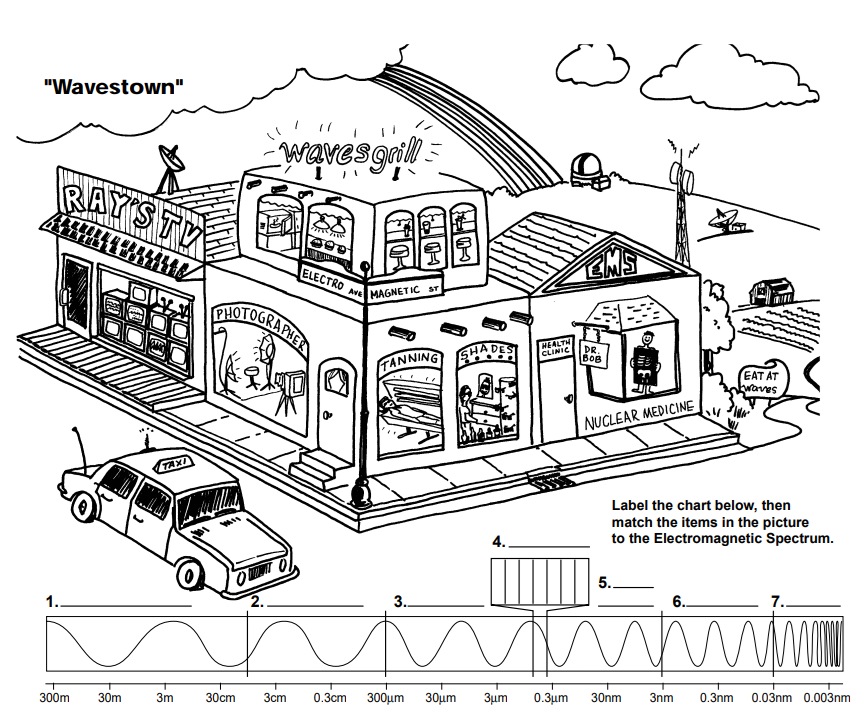 "Wavestown"
wavesgrill
RAY'S TV
EMS
ELECTRO AVE
MAGNETIC ST
PHOTOGRAPHER
TANNING
SHADES
HEALTH
CLINIC
DR.
BOB
NUCLEAR MEDICINE
EAT AT
waves
TAXI
Label the chart below, then
match the items in the picture
to the Electromagnetic Spectrum.
4.
5.
1.
2.
3.
6.
7.
300m 30m 3m 30cm 3cm 0.3cm 300µm 30µm 3µm 0.3µm 30nm 3nm 0.3nm 0.03nm 0.003nm